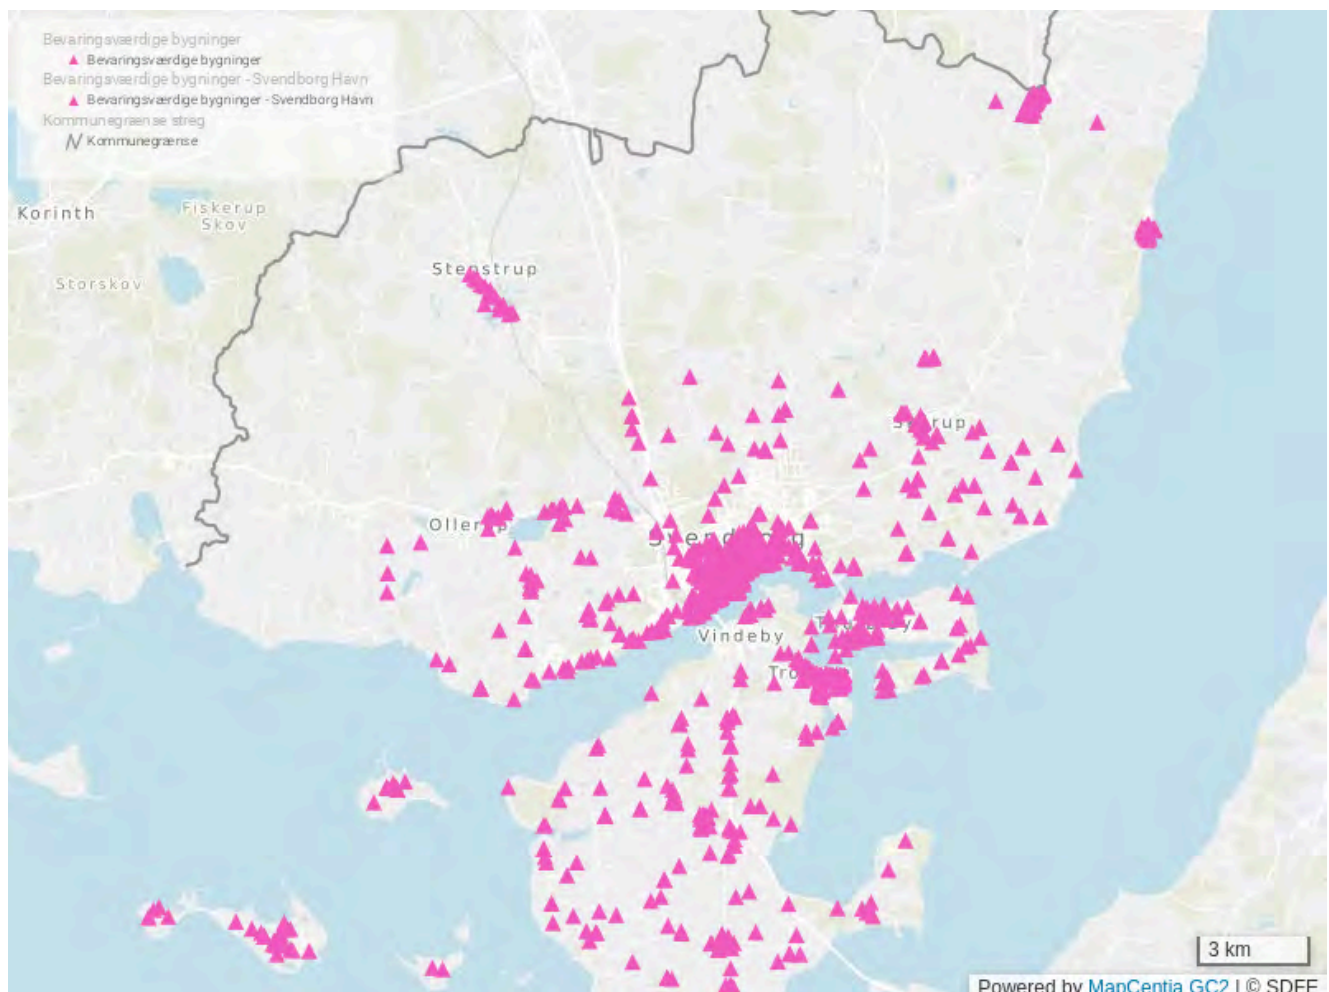 Bevaringsværdige bygninger
Bevaringsværdige bygninger
Bevaringsværdige bygninger - Svendborg Havn
Bevaringsværdige bygninger - Svendborg Havn
Kommunegrænse streg
Kommunegrænse
Korinth
Fiskerup
Skov
Storskov
Stenstrup
Vindeby
3 km
Powered by MapCentia GC2 | © SDFE